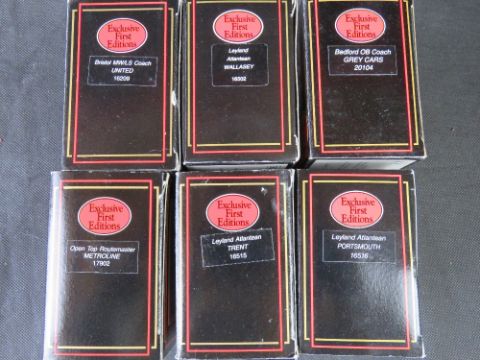 Exclusive
First
Editions
Bristol MW/LS Coach
UNITED
16209
Exclusive
First
Editions
Leyland
Atlantean
WALLASEY
16502
Exclusive
First
Editions
Bedford OB Coach
GREY CARS
20104
Exclusive
First
Editions
Open Top Routemaster
METROLINE
17902
Exclusive
First
Editions
Leyland Atlantean
TRENT
16515
Exclusive
First
Editions
Leyland Atlantean
PORTSMOUTH
16516